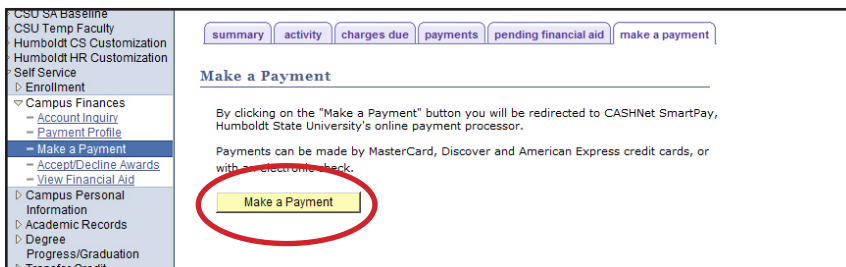 CSU SA Baseline
CSU Temp Faculty
Humboldt CS Customization
Humboldt HR Customization
Self Service
Enrollment
Campus Finances
Account Inquiry
Payment Profile
Make a Payment
Accept/Decline Awards
View Financial Aid
Campus Personal
Information
Academic Records
Degree
Progress/Graduation
Transfer Credit
summary activity charges due payments pending financial aid make a payment
Make a Payment
By clicking on the "Make a Payment" button you will be redirected to CASHNet SmartPay,
Humboldt State University's online payment processor.
Payments can be made by MasterCard, Discover and American Express credit cards, or
with an electronic check.
Make a Payment